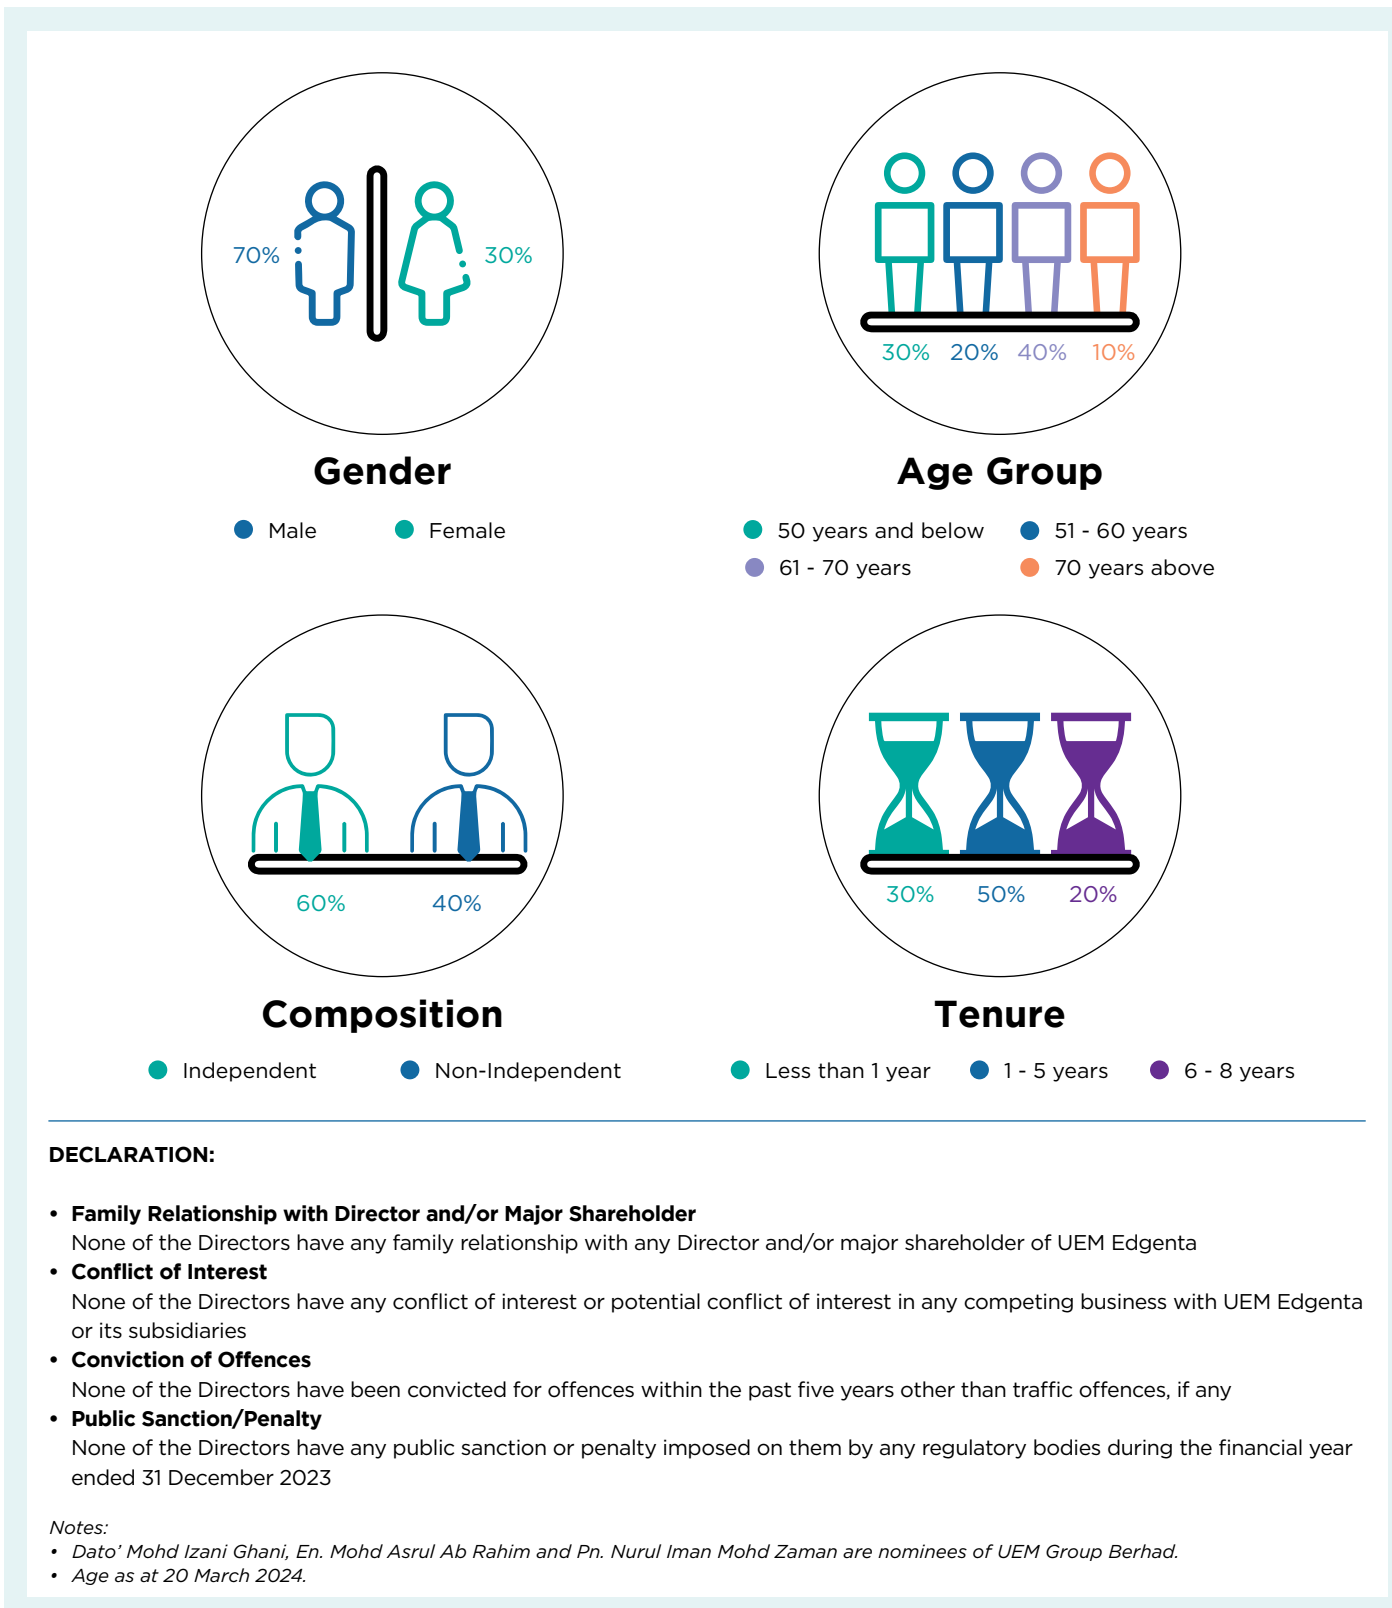 70%
30%
Gender
Male
Female
30% 20% 40% 10%
Age Group
50 years and below
51 - 60 years
61 - 70 years
70 years above
60%
40%
Composition
Independent
Non-Independent
30% 50% 20%
Tenure
Less than 1 year
1 - 5 years
6 - 8 years
DECLARATION:
• Family Relationship with Director and/or Major Shareholder
None of the Directors have any family relationship with any Director and/or major shareholder of UEM Edgenta
• Conflict of Interest
None of the Directors have any conflict of interest or potential conflict of interest in any competing business with UEM Edgenta
or its subsidiaries
• Conviction of Offences
None of the Directors have been convicted for offences within the past five years other than traffic offences, if any
• Public Sanction/Penalty
None of the Directors have any public sanction or penalty imposed on them by any regulatory bodies during the financial year
ended 31 December 2023
Notes:
• Dato’ Mohd Izani Ghani, En. Mohd Asrul Ab Rahim and Pn. Nurul Iman Mohd Zaman are nominees of UEM Group Berhad.
• Age as at 20 March 2024.